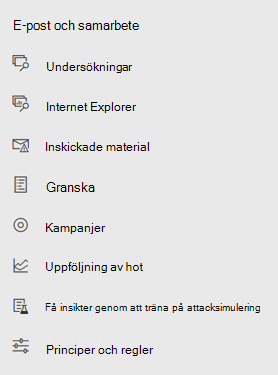 E-post och samarbete
Undersökningar
Internet Explorer
Inskickade material
Granska
Kampanjer
Uppföljning av hot
Få insikter genom att träna på attacksimulering
Principer och regler